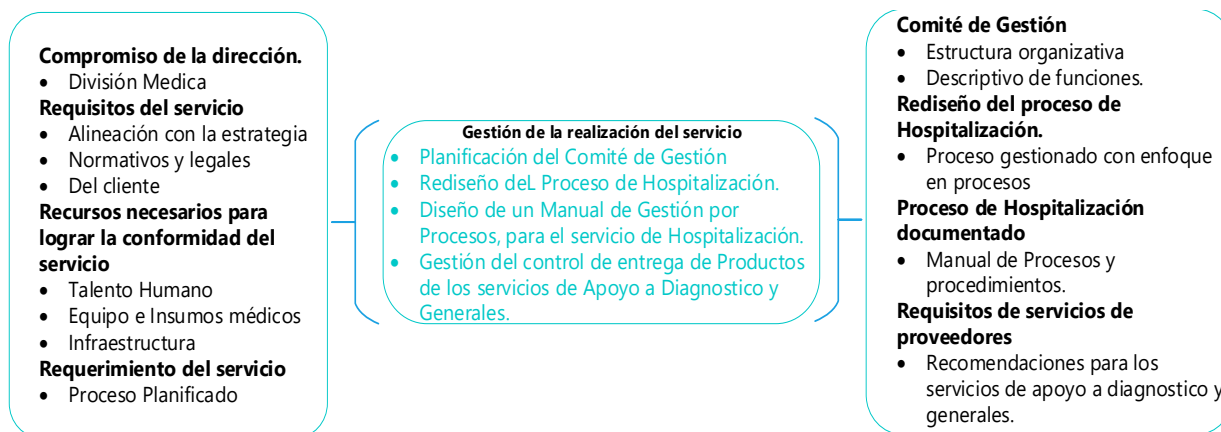 Compromiso de la dirección.
• División Medica
Requisitos del servicio
• Alineación con la estrategia
• Normativos y legales
• Del cliente
Recursos necesarios para
lograr la conformidad del
servicio
• Talento Humano
• Equipo e Insumos médicos
• Infraestructura
Requerimiento del servicio
• Proceso Planificado
Gestión de la realización del servicio
• Planificación del Comité de Gestión
• Rediseño deL Proceso de Hospitalización.
• Diseño de un Manual de Gestión por
Procesos, para el servicio de Hospitalización.
• Gestión del control de entrega de Productos
de los servicios de Apoyo a Diagnostico y
Generales.
Comité de Gestión
• Estructura organizativa
• Descriptivo de funciones.
Rediseño del proceso de
Hospitalización.
• Proceso gestionado con enfoque
en procesos
Proceso de Hospitalización
documentado
• Manual de Procesos y
procedimientos.
Requisitos de servicios de
proveedores
• Recomendaciones para los
servicios de apoyo a diagnostico y
generales.